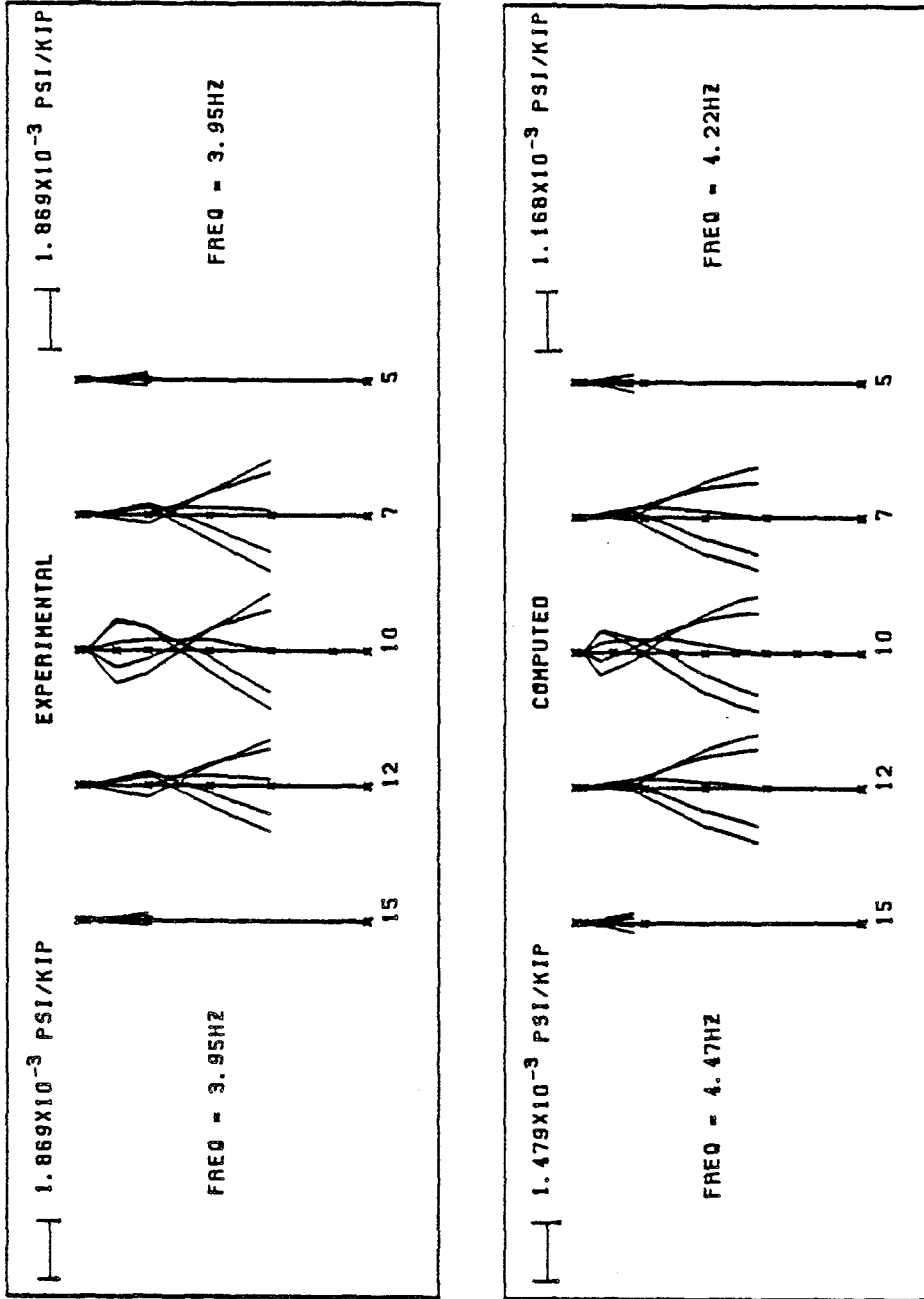 EXPERIMENTAL
1.869X10⁻³ PSI/KIP
1.869X10⁻³ PSI/KIP
FREQ = 3.95HZ
FREQ = 3.95HZ
15
12
10
7
5
COMPUTED
1.479X10⁻³ PSI/KIP
1.168X10⁻³ PSI/KIP
FREQ = 4.47HZ
FREQ = 4.22HZ
15
12
10
7
5